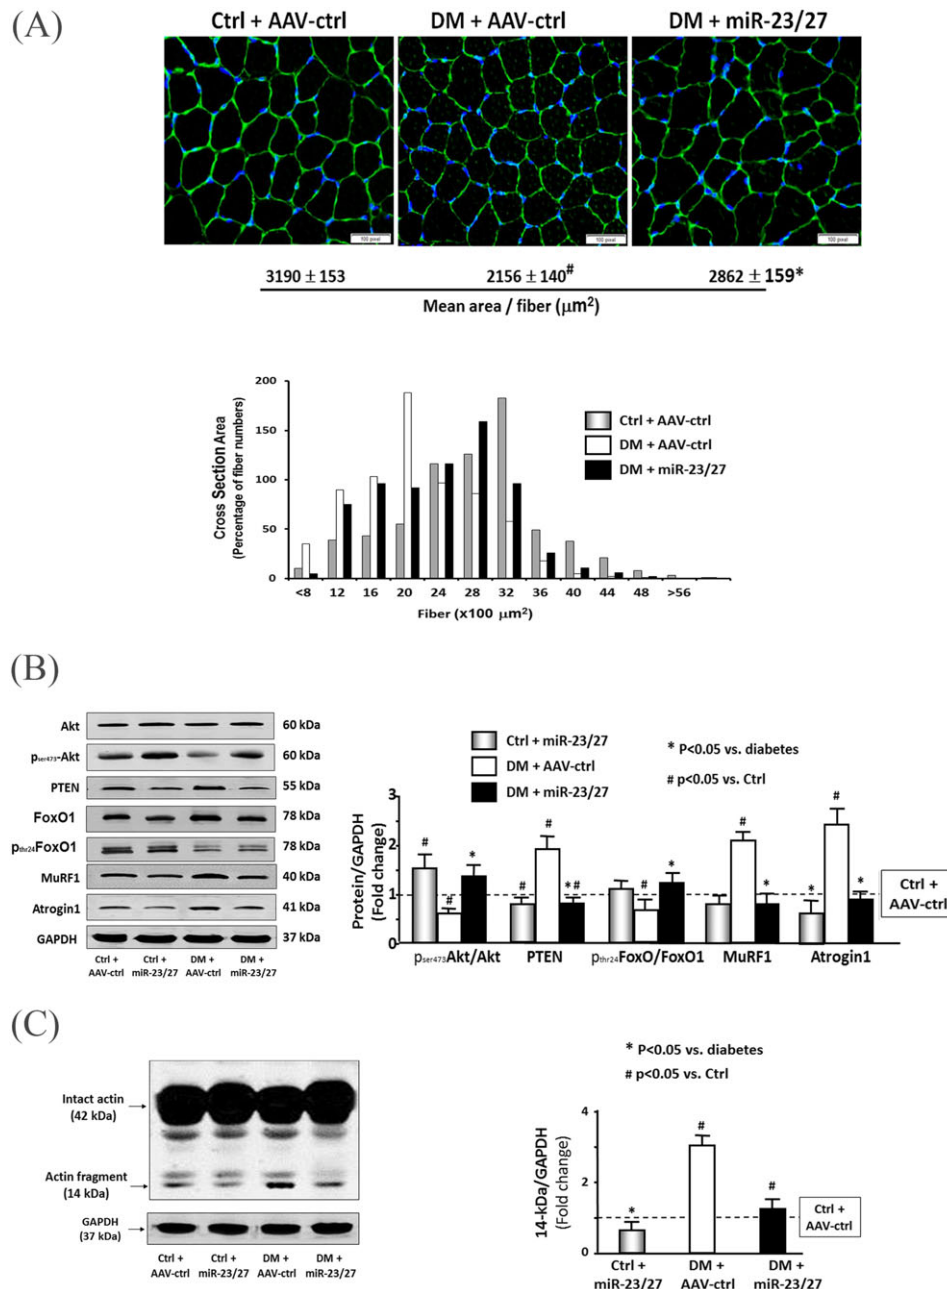 (A)
Ctrl + AAV-ctrl DM + AAV-ctrl DM + miR-23/27
100 pixel 100 pixel 100 pixel
3190 ± 153 2156 ± 140# 2862 ± 159*
Mean area / fiber (μm²)
Cross Section Area
(Percentage of fiber numbers)
200
150
100
50
0
Ctrl + AAV-ctrl
DM + AAV-ctrl
DM + miR-23/27
<8 12 16 20 24 28 32 36 40 44 48 >56
Fiber (x100 μm²)
(B)
Akt 60 kDa
pser473-Akt 60 kDa
PTEN 55 kDa
FoxO1 78 kDa
pthr24FoxO1 78 kDa
MuRF1 40 kDa
Atrogin1 41 kDa
GAPDH 37 kDa
Ctrl + Ctrl + DM + DM +
AAV-ctrl miR-23/27 AAV-ctrl miR-23/27
Ctrl + miR-23/27
DM + AAV-ctrl
DM + miR-23/27
* P<0.05 vs. diabetes
# p<0.05 vs. Ctrl
Protein/GAPDH
(Fold change)
3
2
1
0
# # * # # * # # # * # * * # *
Ctrl +
AAV-ctrl
pser473Akt/Akt PTEN pthr24FoxO/FoxO1 MuRF1 Atrogin1
(C)
Intact actin
(42 kDa)
Actin fragment
(14 kDa)
GAPDH
(37 kDa)
Ctrl + Ctrl + DM + DM +
AAV-ctrl miR-23/27 AAV-ctrl miR-23/27
* P<0.05 vs. diabetes
# p<0.05 vs. Ctrl
14-kDa/GAPDH
(Fold change)
4
2
0
* # #
Ctrl +
AAV-ctrl
Ctrl + DM + DM +
miR-23/27 AAV-ctrl miR-23/27